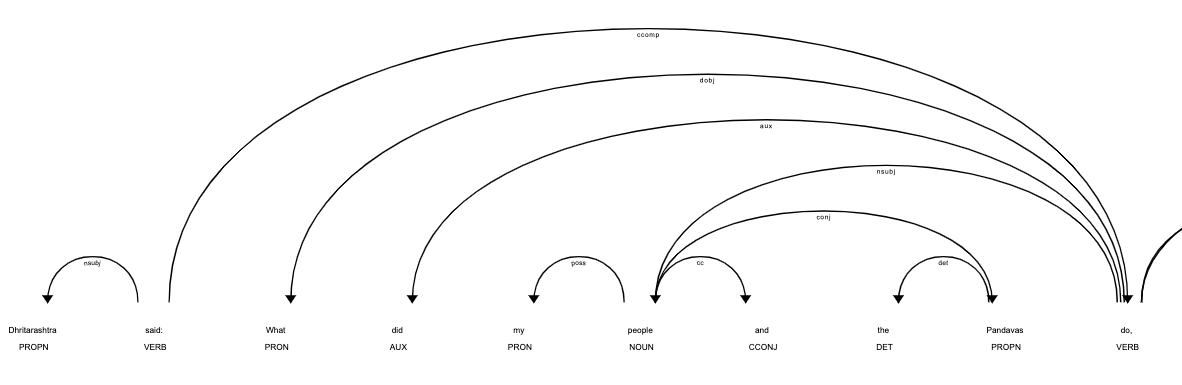 ccomp
dobj
aux
nsubj
conj
nsubj poss cc det
Dhritarashtra said: What did my people and the Pandavas do,
PROPN VERB PRON AUX PRON NOUN CCONJ DET PROPN VERB